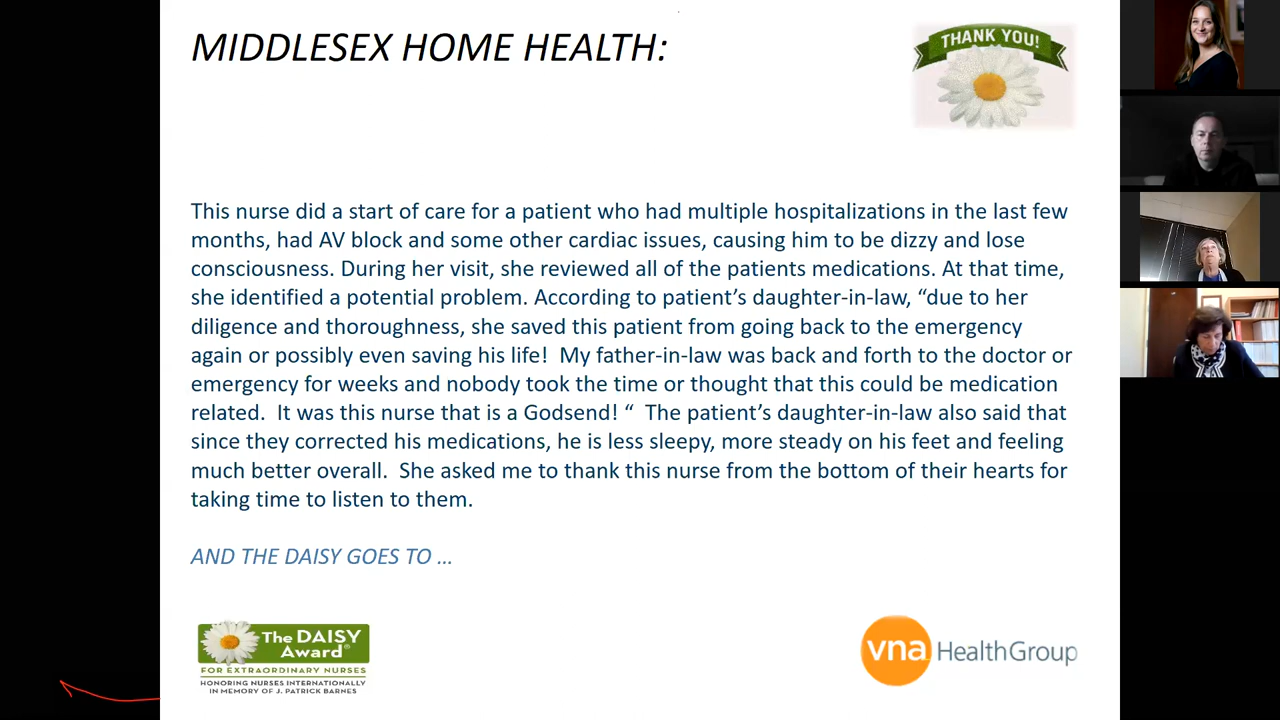 MIDDLESEX HOME HEALTH:
THANK YOU!
This nurse did a start of care for a patient who had multiple hospitalizations in the last few
months, had AV block and some other cardiac issues, causing him to be dizzy and lose
consciousness. During her visit, she reviewed all of the patients medications. At that time,
she identified a potential problem. According to patient’s daughter-in-law, “due to her
diligence and thoroughness, she saved this patient from going back to the emergency
again or possibly even saving his life!  My father-in-law was back and forth to the doctor or
emergency for weeks and nobody took the time or thought that this could be medication
related.  It was this nurse that is a Godsend! “  The patient’s daughter-in-law also said that
since they corrected his medications, he is less sleepy, more steady on his feet and feeling
much better overall.  She asked me to thank this nurse from the bottom of their hearts for
taking time to listen to them.
AND THE DAISY GOES TO …
The DAISY
Award®
FOR EXTRAORDINARY NURSES
HONORING NURSES INTERNATIONALLY
IN MEMORY OF J. PATRICK BARNES
vna HealthGroup